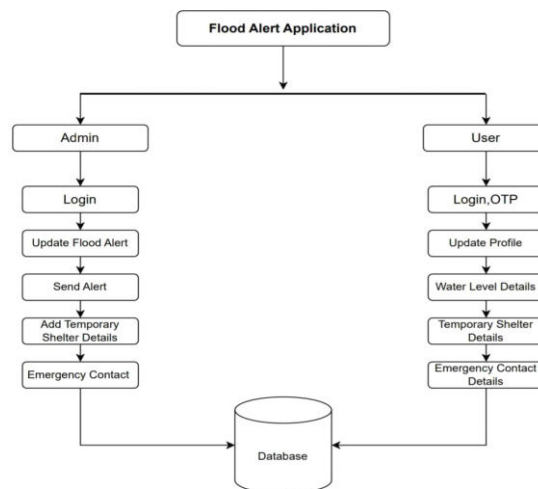 Flood Alert Application
Admin
User
Login
Login,OTP
Update Flood Alert
Update Profile
Send Alert
Water Level Details
Add Temporary
Shelter Details
Temporary Shelter
Details
Emergency Contact
Emergency Contact
Details
Database